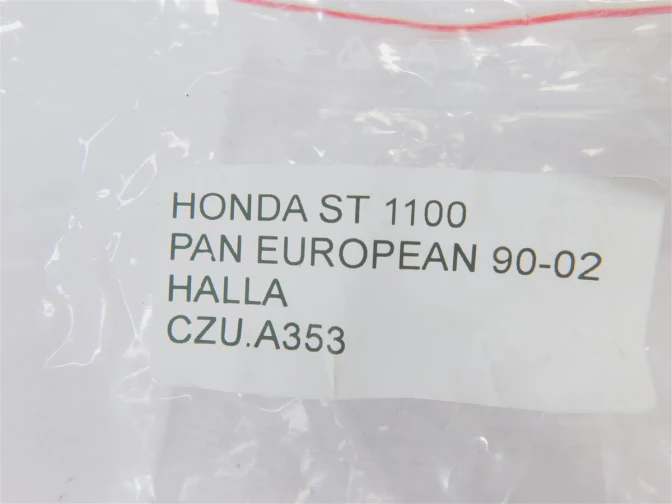 HONDA ST 1100
PAN EUROPEAN 90-02
HALLA
CZU.A353